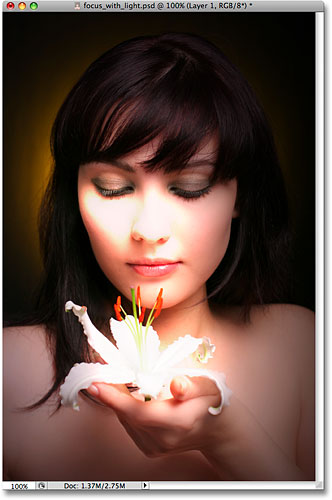 focus_with_light.psd @ 100% (Layer 1, RGB/8*) *
100%
Doc: 1.37M/2.75M